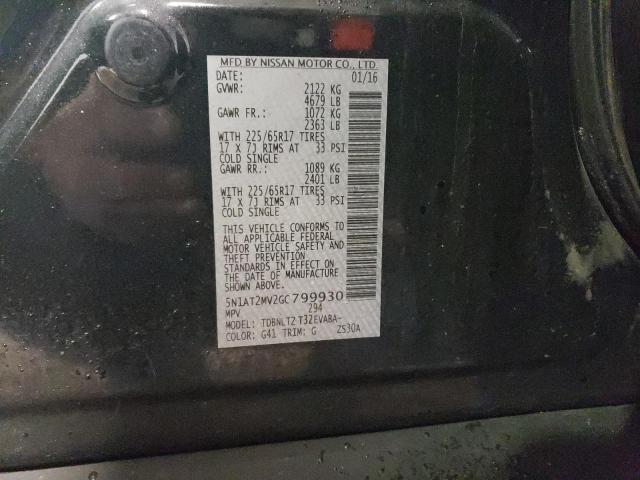 MFD BY NISSAN MOTOR CO., LTD.
DATE: 01/16
GVWR: 2122 KG
4679 LB
GAWR FR.: 1072 KG
2363 LB
WITH 225/65R17 TIRES
17 X 7J RIMS AT 33 PSI
COLD SINGLE
GAWR RR.: 1089 KG
2401 LB
WITH 225/65R17 TIRES
17 X 7J RIMS AT 33 PSI
COLD SINGLE
THIS VEHICLE CONFORMS TO
ALL APPLICABLE FEDERAL
MOTOR VEHICLE SAFETY AND
THEFT PREVENTION
STANDARDS IN EFFECT ON
THE DATE OF MANUFACTURE
SHOWN ABOVE.
5N1AT2MV2GC799930
MPV 294
MODEL: TDBNLTZ T32EVABA-
COLOR: G41 TRIM: G ZS30A